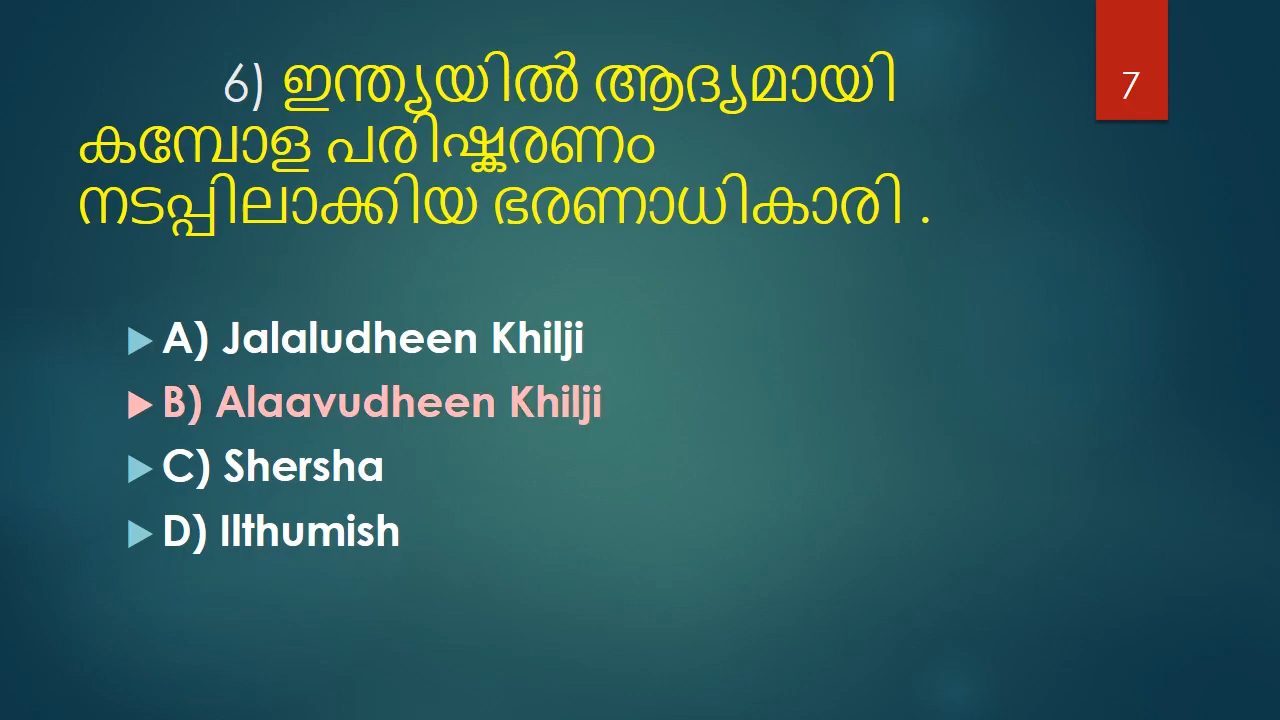 6) ഇന്ത്യയിൽ ആദ്യമായി
കമ്പോള പരിഷ്കരണം
നടപ്പിലാക്കിയ ഭരണാധികാരി .
7
A) Jalaludheen Khilji
B) Alaavudheen Khilji
C) Shersha
D) Ilthumish